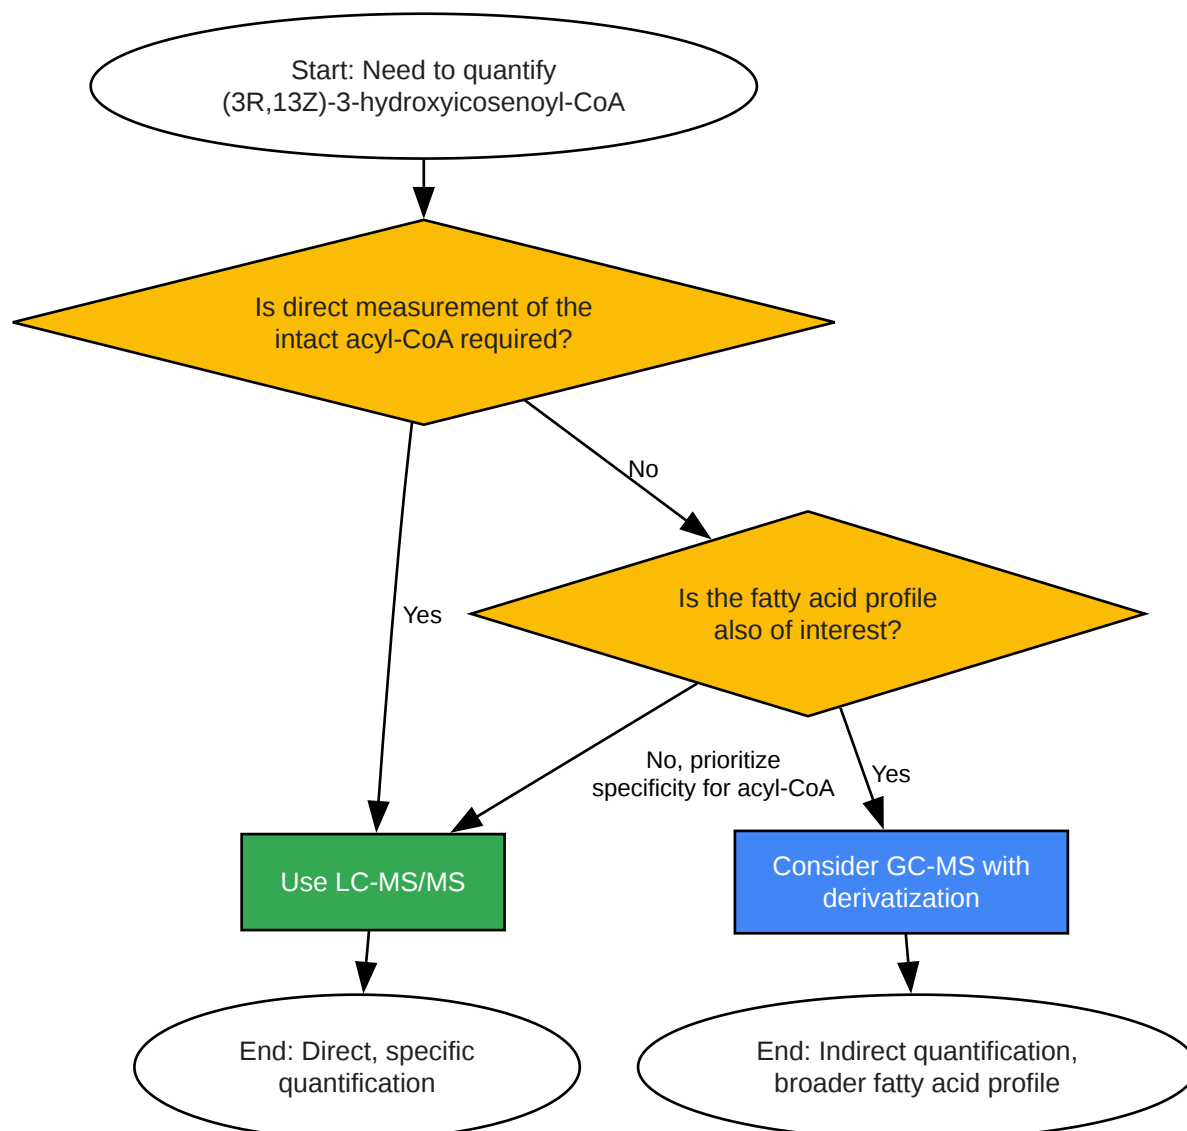 Start: Need to quantify
(3R,13Z)-3-hydroxyicosenoyl-CoA
Is direct measurement of the
intact acyl-CoA required?
No
Yes
Is the fatty acid profile
also of interest?
No, prioritize
specificity for acyl-CoA
Yes
Use LC-MS/MS
Consider GC-MS with
derivatization
End: Direct, specific
quantification
End: Indirect quantification,
broader fatty acid profile